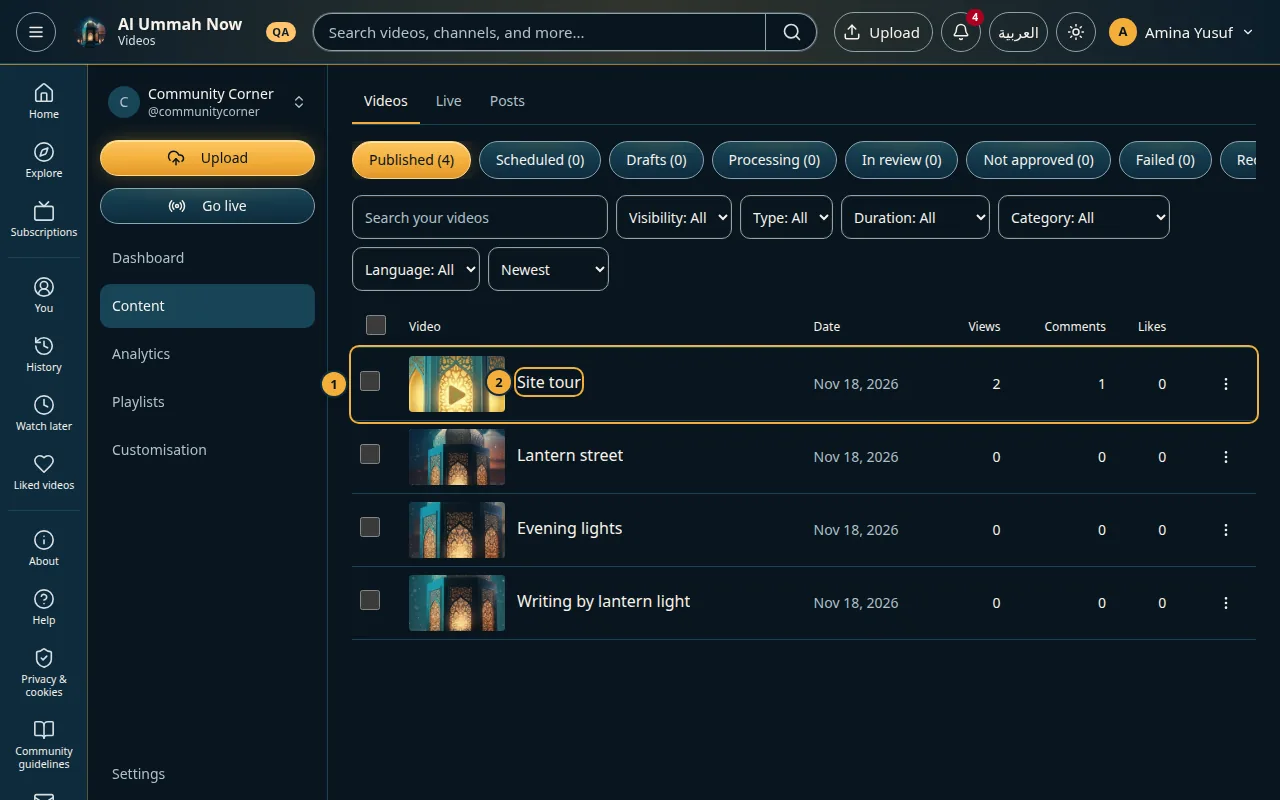 Al Ummah Now
Videos
QA
Search videos, channels, and more...
Upload
4
العربية
A
Amina Yusuf
Home
Explore
Subscriptions
You
History
Watch later
Liked videos
About
Help
Privacy &
cookies
Community
guidelines
C
Community Corner
@communitycorner
Upload
Go live
Dashboard
Content
Analytics
Playlists
Customisation
Settings
Videos
Live
Posts
Published (4)
Scheduled (0)
Drafts (0)
Processing (0)
In review (0)
Not approved (0)
Failed (0)
Rec
Search your videos
Visibility: All
Type: All
Duration: All
Category: All
Language: All
Newest
Video Date Views Comments Likes
1
2
Site tour Nov 18, 2026 2 1 0
Lantern street Nov 18, 2026 0 0 0
Evening lights Nov 18, 2026 0 0 0
Writing by lantern light Nov 18, 2026 0 0 0